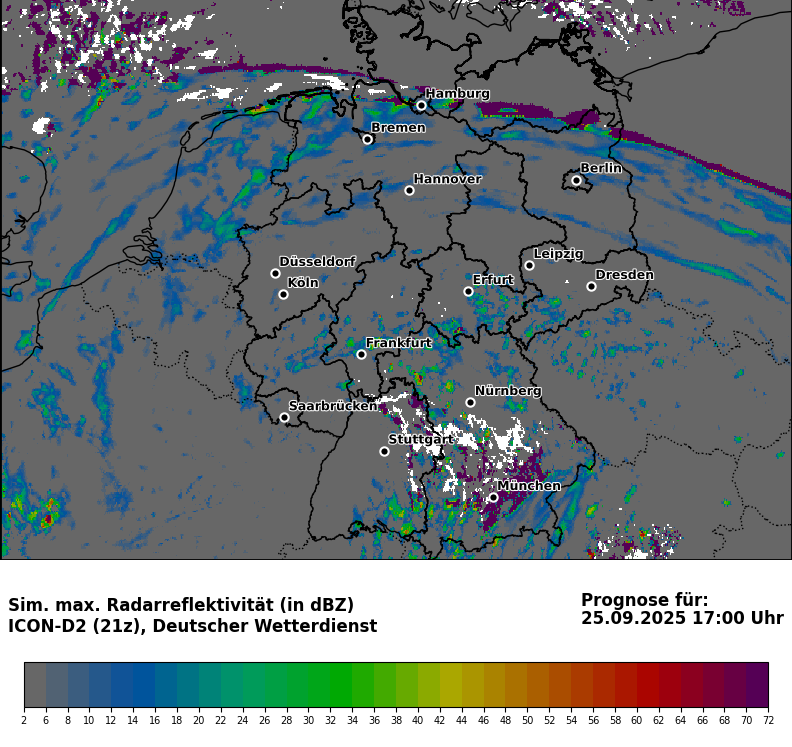 Hamburg
Bremen
Berlin
Hannover
Düsseldorf
Leipzig
Köln
Erfurt
Dresden
Frankfurt
Nürnberg
Saarbrücken
Stuttgart
München
Sim. max. Radarreflektivität (in dBZ)
ICON-D2 (21z), Deutscher Wetterdienst
Prognose für:
25.09.2025 17:00 Uhr
2 6 8 10 12 14 16 18 20 22 24 26 28 30 32 34 36 38 40 42 44 46 48 50 52 54 56 58 60 62 64 66 68 70 72